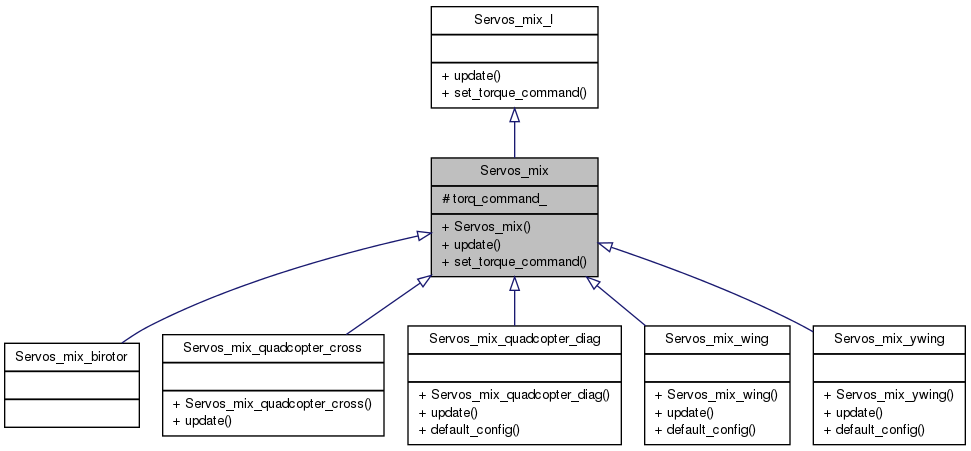 Servos_mix_I
+ update()
+ set_torque_command()
Servos_mix
# torq_command_
+ Servos_mix()
+ update()
+ set_torque_command()
Servos_mix_birotor
Servos_mix_quadcopter_cross
+ Servos_mix_quadcopter_cross()
+ update()
Servos_mix_quadcopter_diag
+ Servos_mix_quadcopter_diag()
+ update()
+ default_config()
Servos_mix_wing
+ Servos_mix_wing()
+ update()
+ default_config()
Servos_mix_ywing
+ Servos_mix_ywing()
+ update()
+ default_config()